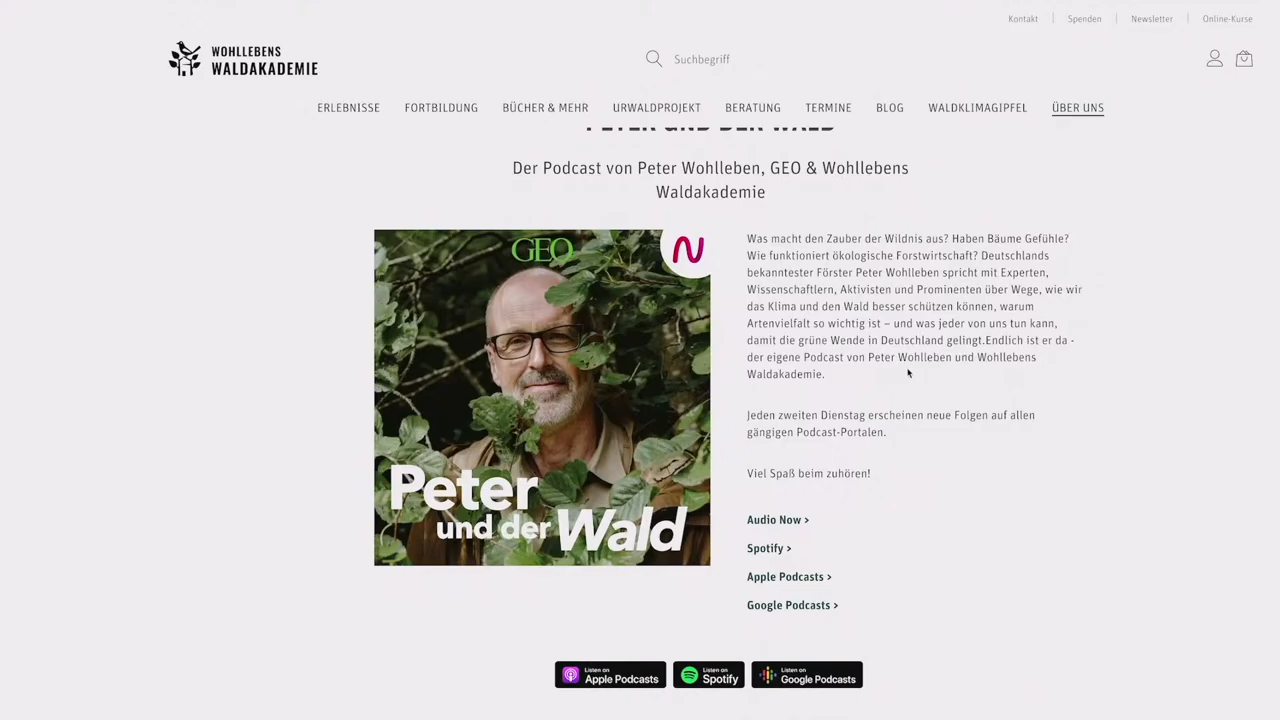 Kontakt
Spenden
Newsletter
Online-Kurse
WOHLLEBENS
WALDAKADEMIE
Suchbegriff
ERLEBNISSE
FORTBILDUNG
BÜCHER & MEHR
URWALDPROJEKT
BERATUNG
TERMINE
BLOG
WALDKLIMAGIPFEL
ÜBER UNS
PETER UND DER WALD
Der Podcast von Peter Wohlleben, GEO & Wohllebens
Waldakademie
GEO
Peter
und der Wald
Was macht den Zauber der Wildnis aus? Haben Bäume Gefühle?
Wie funktioniert ökologische Forstwirtschaft? Deutschlands
bekanntester Förster Peter Wohlleben spricht mit Experten,
Wissenschaftlern, Aktivisten und Prominenten über Wege, wie wir
das Klima und den Wald besser schützen können, warum
Artenvielfalt so wichtig ist – und was jeder von uns tun kann,
damit die grüne Wende in Deutschland gelingt.Endlich ist er da -
der eigene Podcast von Peter Wohlleben und Wohllebens
Waldakademie.
Jeden zweiten Dienstag erscheinen neue Folgen auf allen
gängigen Podcast-Portalen.
Viel Spaß beim zuhören!
Audio Now >
Spotify >
Apple Podcasts >
Google Podcasts >
Listen on
Apple Podcasts
Listen on
Spotify
Listen on
Google Podcasts